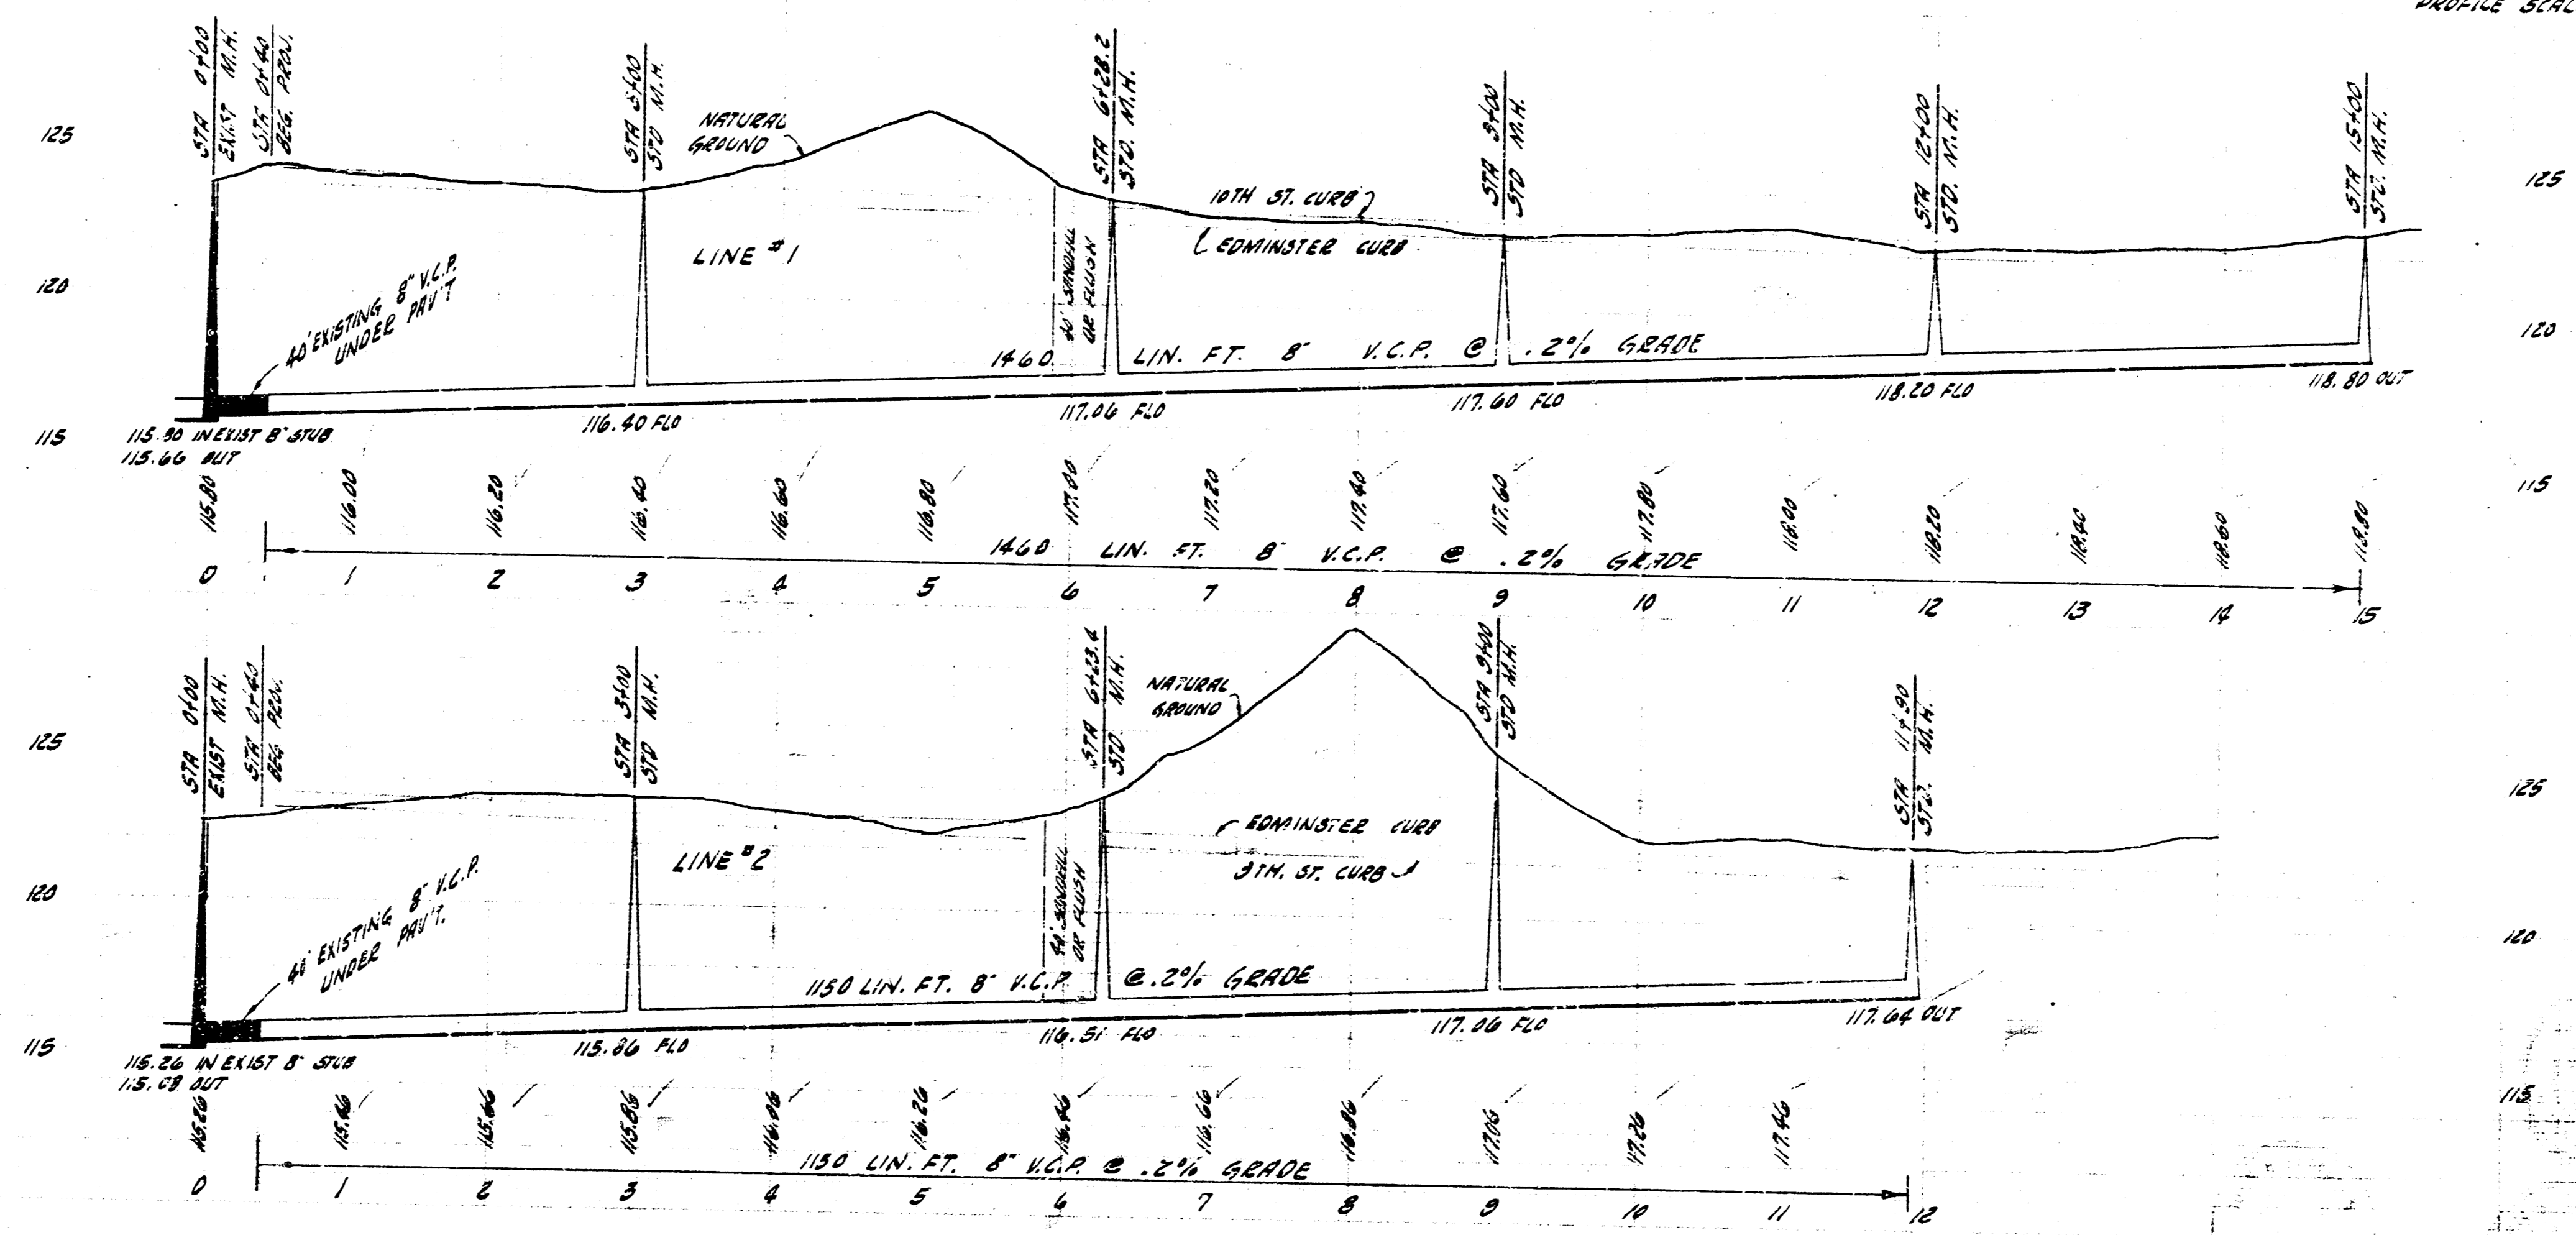 PROFILE SCAL
STA 0+00
EXIST M.H.
STA 0+40
BEG. PROJ.
STA 3+00
STD M.H.
STA 6+28.2
STD. M.H.
STA 9+00
STD M.H.
STA 12+00
STD. M.H.
STA 15+00
STD. M.H.
125
NATURAL
GROUND
125
10TH ST. CURB
EDMINSTER CURB
LINE #1
120
40' EXISTING 8" V.C.P.
UNDER PAV'T
40' SANDFILL
OR FLUSH
120
1460 LIN. FT. 8" V.C.P. @ .2% GRADE
115
115.80 IN EXIST 8" STUB
115.66 OUT
116.40 FLO
117.06 FLO
117.60 FLO
118.20 FLO
118.80 OUT
115
115.80
116.00
116.20
116.40
116.60
116.80
117.00
117.20
117.40
117.60
117.80
118.00
118.20
118.40
118.60
118.80
1460 LIN. FT. 8" V.C.P. @ .2% GRADE
0 1 2 3 4 5 6 7 8 9 10 11 12 13 14 15
STA 0+00
EXIST M.H.
STA 0+40
BEG PROJ.
STA 3+00
STD M.H.
STA 6+23.4
STD. M.H.
STA 9+00
STD M.H.
STA 11+90
STD. M.H.
125
NATURAL
GROUND
125
EDMINSTER CURB
9TH. ST. CURB
LINE #2
120
40' EXISTING 8" V.C.P.
UNDER PAV'T.
40' SANDFILL
OR FLUSH
120
1150 LIN. FT. 8" V.C.P. @ .2% GRADE
115
115.26 IN EXIST 8" STUB
115.08 OUT
115.86 FLO
116.51 FLO
117.06 FLO
117.64 OUT
115
115.26
115.46
115.66
115.86
116.06
116.26
116.46
116.66
116.86
117.06
117.26
117.46
1150 LIN. FT. 8" V.C.P. @ .2% GRADE
0 1 2 3 4 5 6 7 8 9 10 11 12